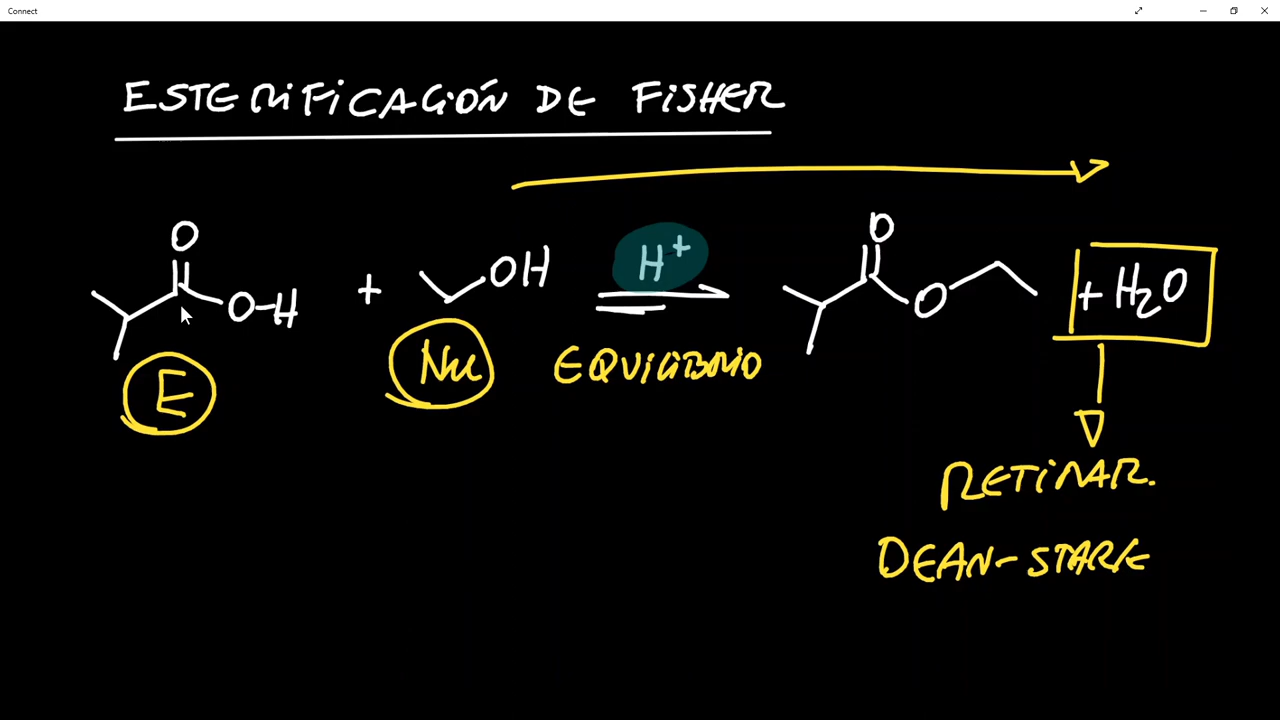 Connect
ESTERIFICACIÓN DE FISHER
O
O-H
+
OH
H+
O
O
+ H2O
E
Nu
EQUILIBRIO
RETIRAR.
DEAN-STARK